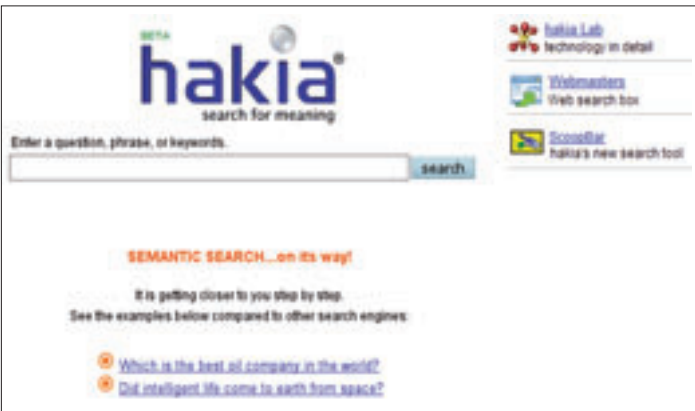 BETA
hakia®
search for meaning
Enter a question, phrase, or keywords.
search
hakia Lab
technology in detail
Webmasters
Web search box
ScoopBar
hakia's new search tool
SEMANTIC SEARCH...on its way!
It is getting closer to you step by step.
See the examples below compared to other search engines:
Which is the best oil company in the world?
Did intelligent life come to earth from space?